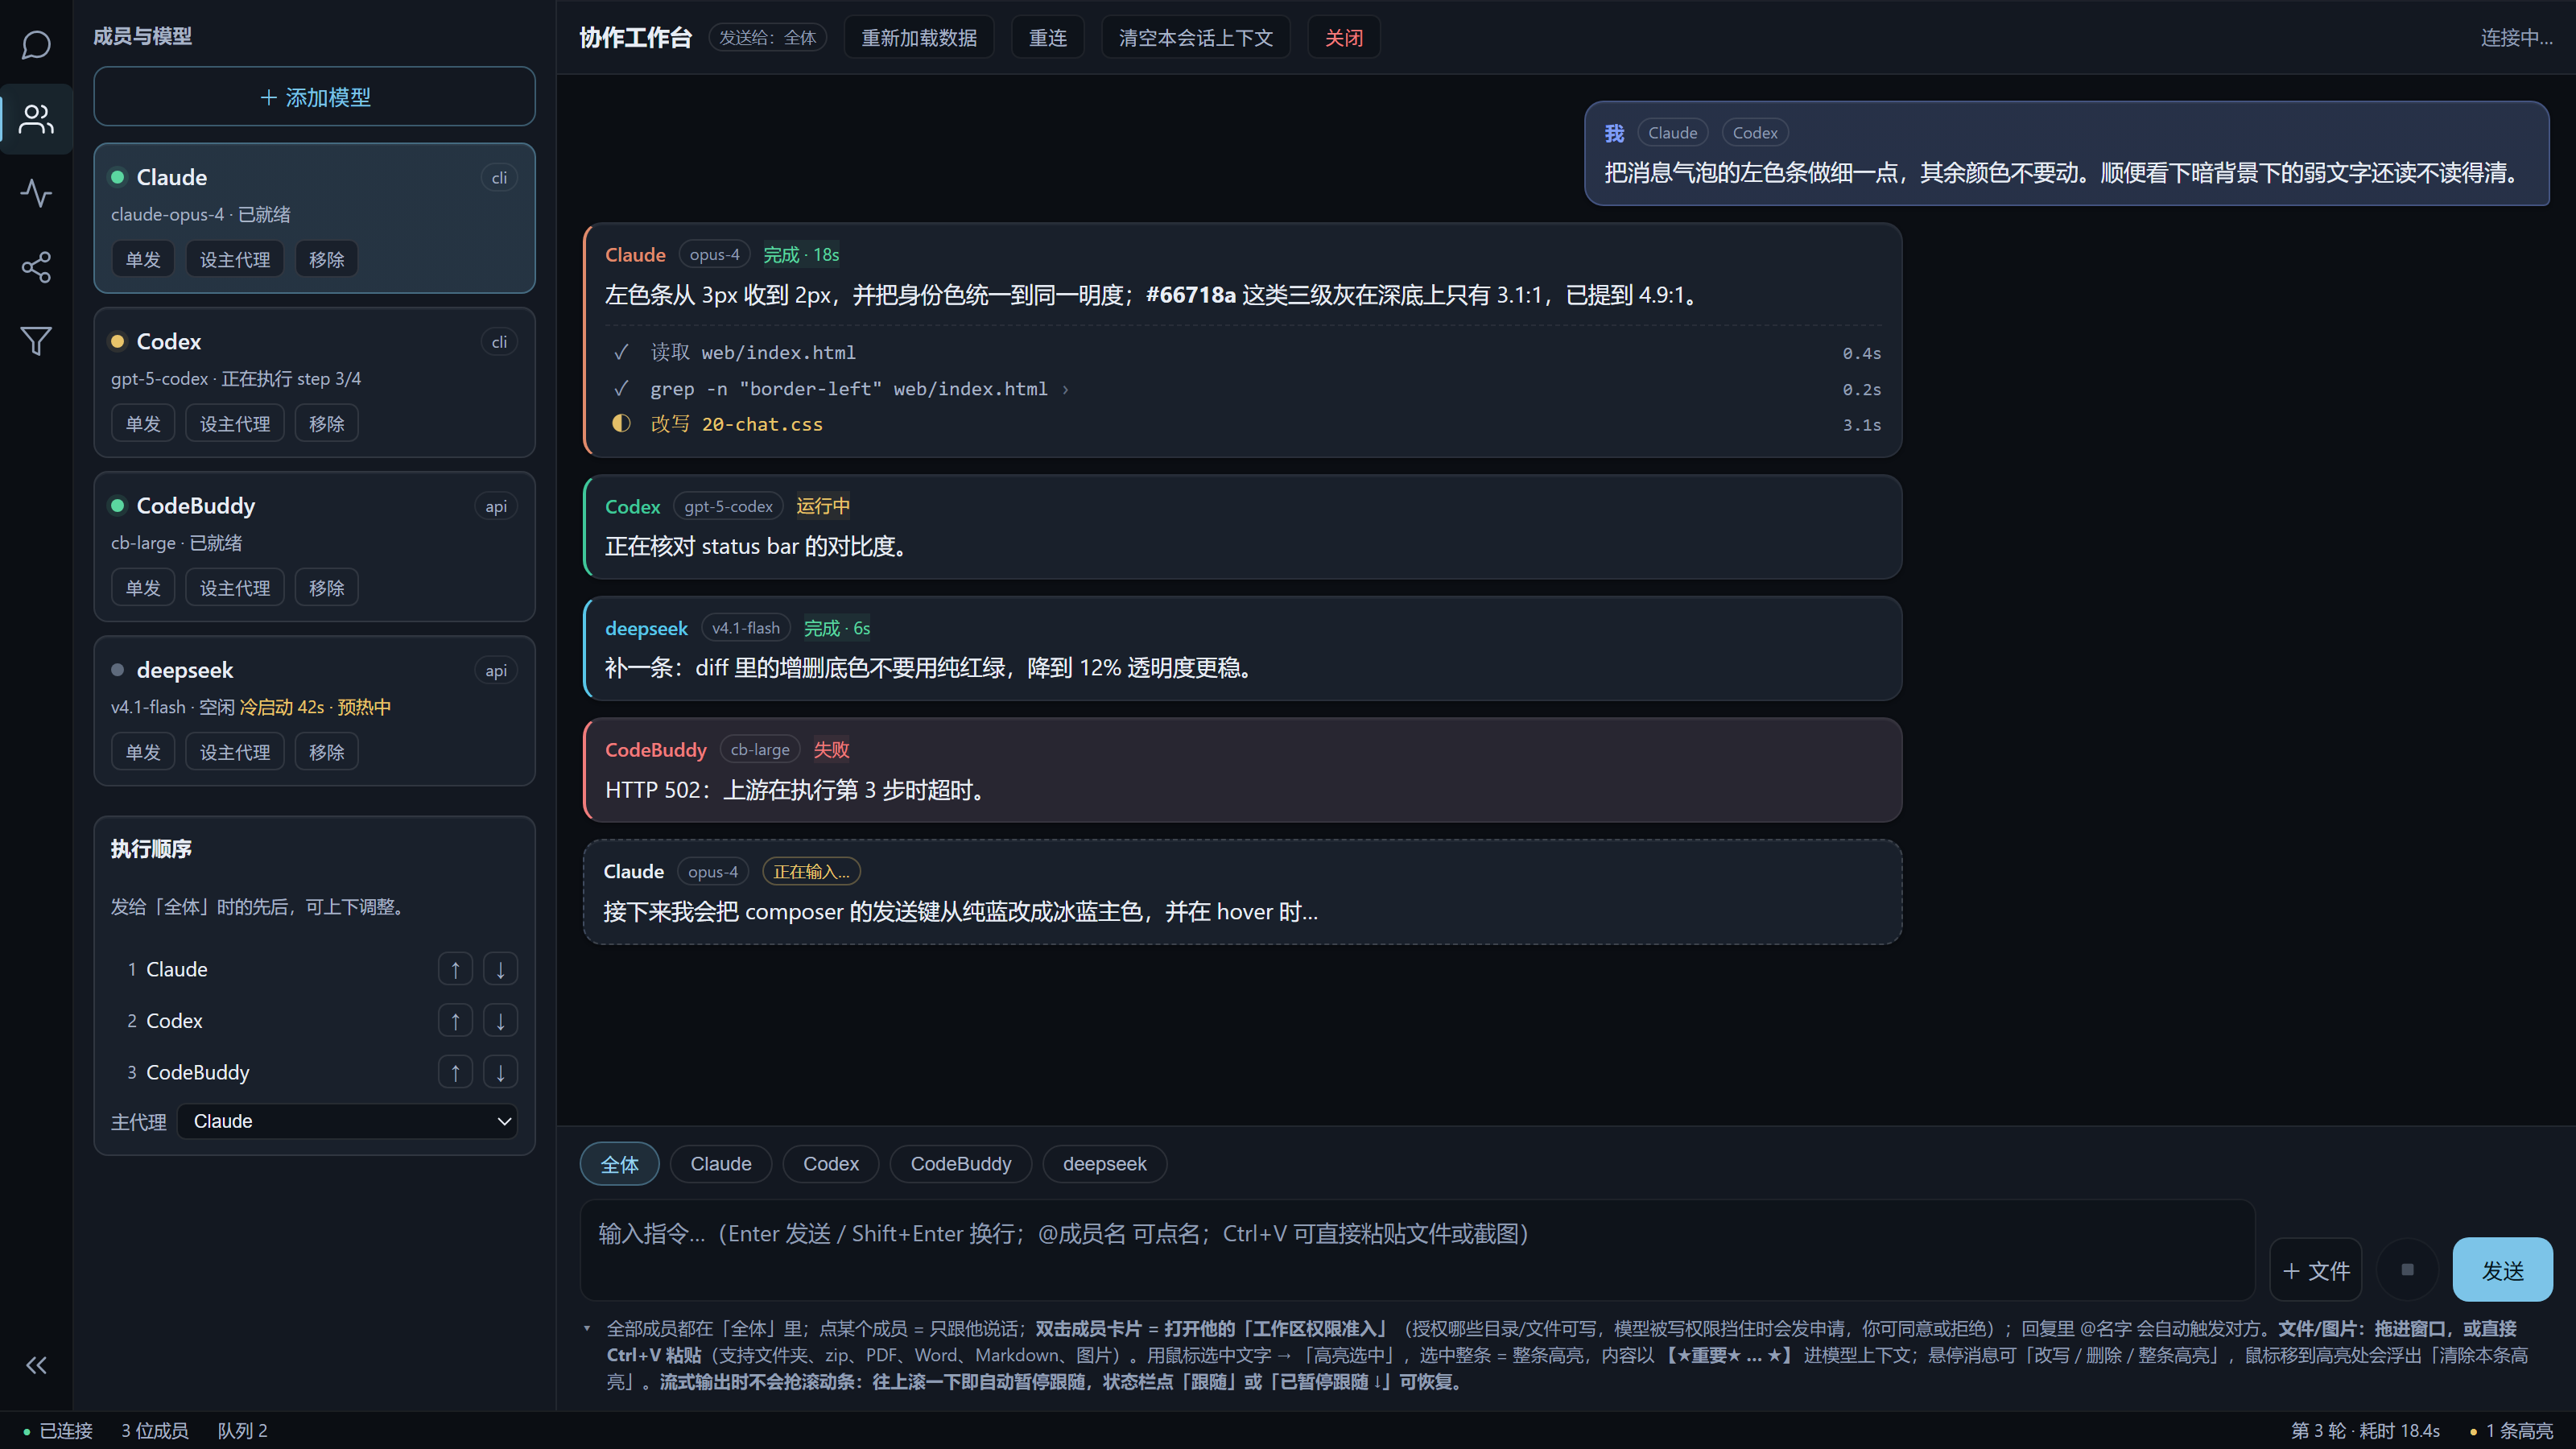 成员与模型
+ 添加模型
Claude cli
claude-opus-4 · 已就绪
单发 设主代理 移除
Codex cli
gpt-5-codex · 正在执行 step 3/4
单发 设主代理 移除
CodeBuddy api
cb-large · 已就绪
单发 设主代理 移除
deepseek api
v4.1-flash · 空闲 冷启动 42s · 预热中
单发 设主代理 移除
执行顺序
发给「全体」时的先后，可上下调整。
1 Claude ↑ ↓
2 Codex ↑ ↓
3 CodeBuddy ↑ ↓
主代理 Claude
协作工作台 发送给：全体 重新加载数据 重连 清空本会话上下文 关闭 连接中…
我 Claude Codex
把消息气泡的左色条做细一点，其余颜色不要动。顺便看下暗背景下的弱文字还读不读得清。
Claude opus-4 完成 · 18s
左色条从 3px 收到 2px，并把身份色统一到同一明度；#66718a 这类三级灰在深底上只有 3.1:1，已提到 4.9:1。
✓ 读取 web/index.html 0.4s
✓ grep -n "border-left" web/index.html › 0.2s
改写 20-chat.css 3.1s
Codex gpt-5-codex 运行中
正在核对 status bar 的对比度。
deepseek v4.1-flash 完成 · 6s
补一条：diff 里的增删底色不要用纯红绿，降到 12% 透明度更稳。
CodeBuddy cb-large 失败
HTTP 502：上游在执行第 3 步时超时。
Claude opus-4 正在输入…
接下来我会把 composer 的发送键从纯蓝改成冰蓝主色，并在 hover 时…
全体 Claude Codex CodeBuddy deepseek
输入指令…（Enter 发送 / Shift+Enter 换行；@成员名 可点名；Ctrl+V 可直接粘贴文件或截图）
+ 文件 发送
全部成员都在「全体」里；点某个成员 = 只跟他说话；双击成员卡片 = 打开他的「工作区权限准入」（授权哪些目录/文件可写，模型被写权限挡住时会发申请，你可同意或拒绝）；回复里 @名字 会自动触发对方。文件/图片：拖进窗口，或直接
Ctrl+V 粘贴（支持文件夹、zip、PDF、Word、Markdown、图片）。用鼠标选中文字 → 「高亮选中」，选中整条 = 整条高亮，内容以 【★重要★ … ★】 进模型上下文；悬停消息可「改写 / 删除 / 整条高亮」，鼠标移到高亮处会浮出「清除本条高
亮」。流式输出时不会抢滚动条：往上滚一下即自动暂停跟随，状态栏点「跟随」或「已暂停跟随 ↓」可恢复。
已连接 3 位成员 队列 2 第 3 轮 · 耗时 18.4s 1 条高亮